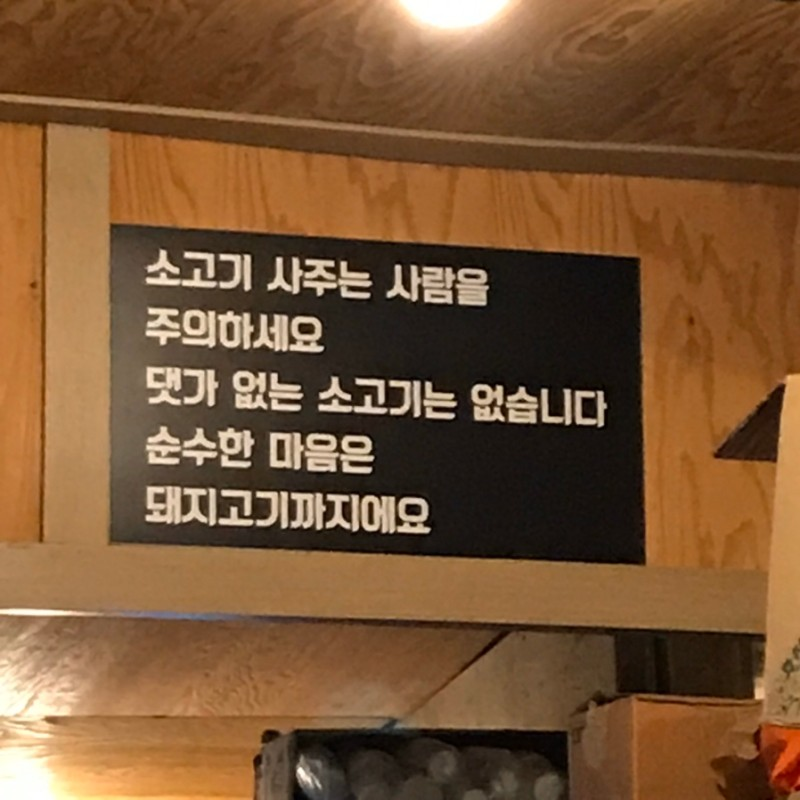 소고기 사주는 사람을
주의하세요
댓가 없는 소고기는 없습니다
순수한 마음은
돼지고기까지에요